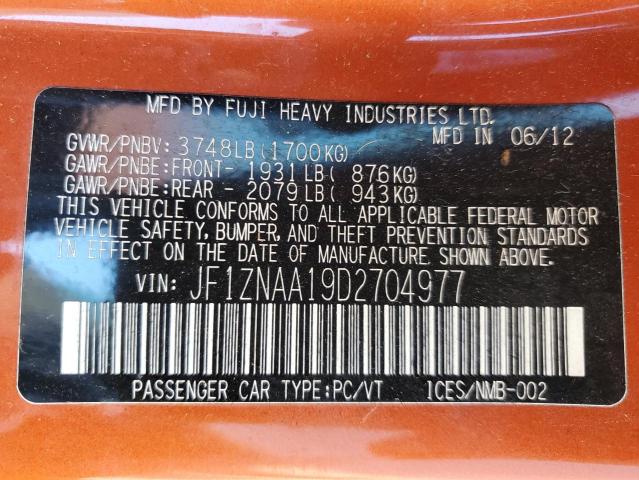 MFD BY FUJI HEAVY INDUSTRIES LTD.
MFD IN 06/12
GVWR/PNBV: 3748LB(1700KG)
GAWR/PNBE:FRONT- 1931LB( 876KG)
GAWR/PNBE:REAR - 2079LB( 943KG)
THIS VEHICLE CONFORMS TO ALL APPLICABLE FEDERAL MOTOR
VEHICLE SAFETY, BUMPER, AND THEFT PREVENTION STANDARDS
IN EFFECT ON THE DATE OF MANUFACTURE SHOWN ABOVE.
VIN: JF1ZNAA19D2704977
PASSENGER CAR TYPE:PC/VT ICES/NMB-002